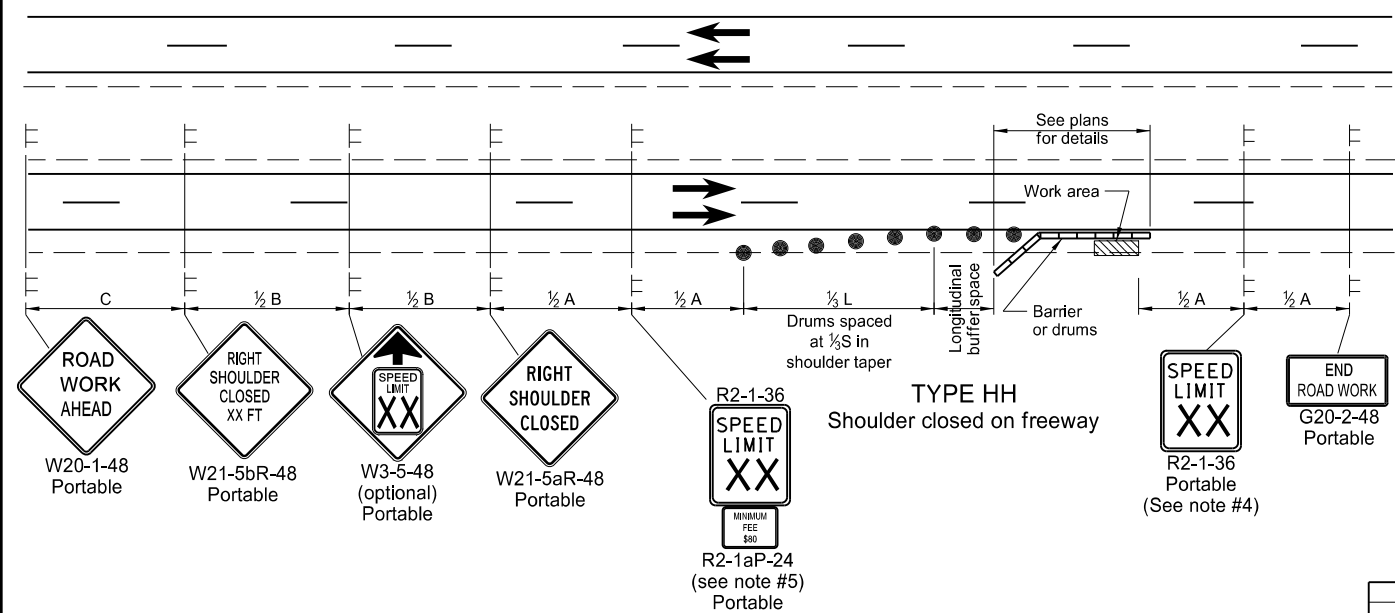 See plans
for details
Work area
C
½ B
½ B
½ A
½ A
⅓ L
Drums spaced
at ⅓S in
shoulder taper
Longitudinal
buffer space
Barrier
or drums
½ A
½ A
ROAD
WORK
AHEAD
W20-1-48
Portable
RIGHT
SHOULDER
CLOSED
XX FT
W21-5bR-48
Portable
SPEED
LIMIT
XX
W3-5-48
(optional)
Portable
RIGHT
SHOULDER
CLOSED
W21-5aR-48
Portable
R2-1-36
SPEED
LIMIT
XX
MINIMUM
FEE
$80
R2-1aP-24
(see note #5)
Portable
TYPE HH
Shoulder closed on freeway
SPEED
LIMIT
XX
R2-1-36
Portable
(See note #4)
END
ROAD WORK
G20-2-48
Portable